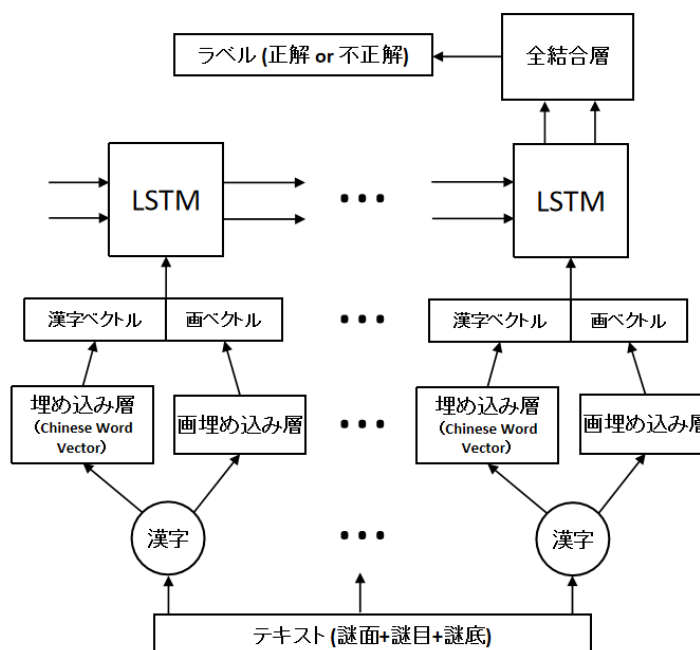 ラベル (正解 or 不正解)
全結合層
LSTM
LSTM
漢字ベクトル
画ベクトル
漢字ベクトル
画ベクトル
埋め込み層
(Chinese Word
Vector)
画埋め込み層
埋め込み層
(Chinese Word
Vector)
画埋め込み層
漢字
漢字
テキスト (謎面+謎目+謎底)